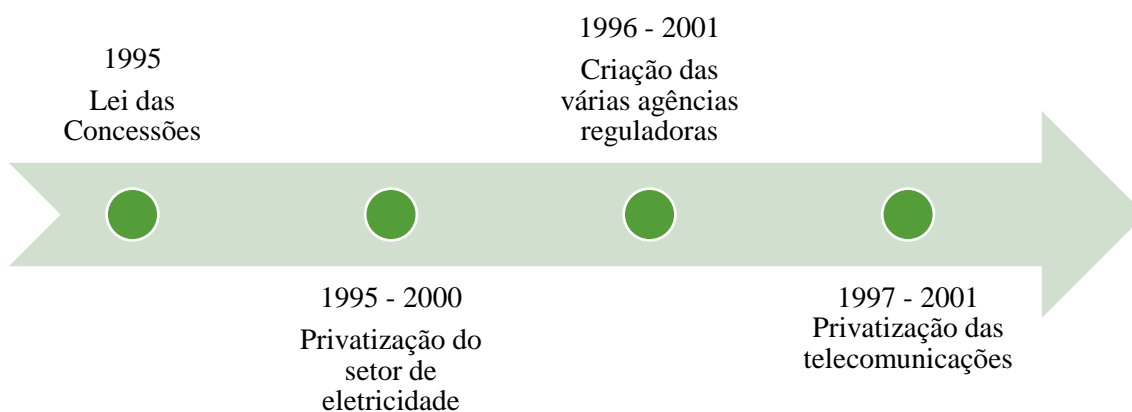 1995
Lei das
Concessões
1995 - 2000
Privatização do
setor de
eletricidade
1996 - 2001
Criação das
várias agências
reguladoras
1997 - 2001
Privatização das
telecomunicações